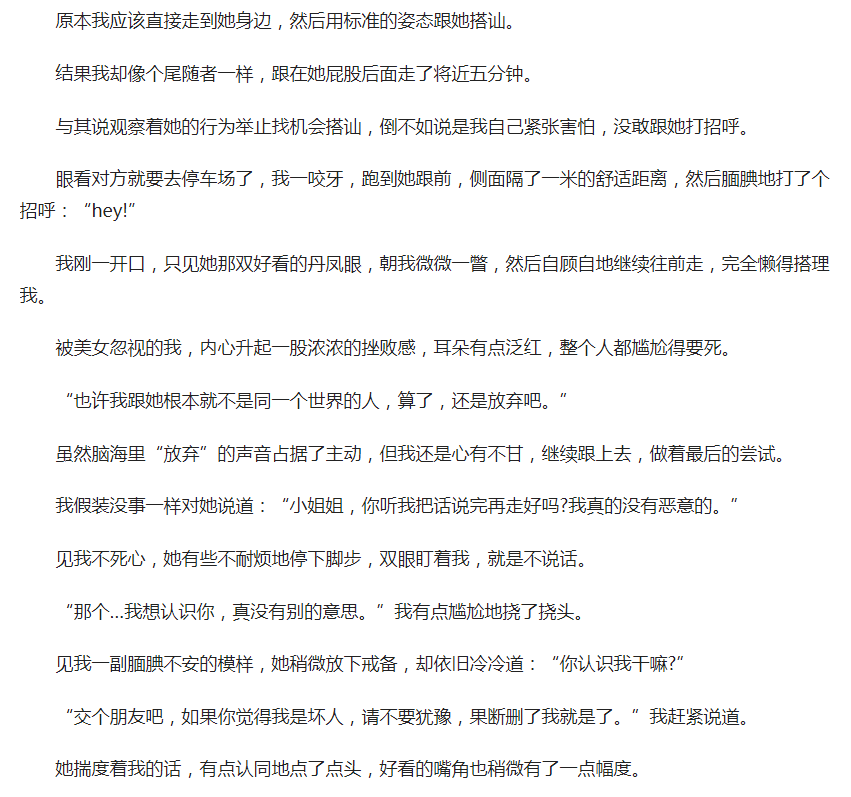 原本我应该直接走到她身边，然后用标准的姿态跟她搭讪。
结果我却像个尾随者一样，跟在她屁股后面走了将近五分钟。
与其说观察着她的行为举止找机会搭讪，倒不如说是我自己紧张害怕，没敢跟她打招呼。
眼看对方就要去停车场了，我一咬牙，跑到她跟前，侧面隔了一米的舒适距离，然后腼腆地打了个
招呼：“hey!”
我刚一开口，只见她那双好看的丹凤眼，朝我微微一瞥，然后自顾自地继续往前走，完全懒得搭理
我。
被美女忽视的我，内心升起一股浓浓的挫败感，耳朵有点泛红，整个人都尴尬得要死。
“也许我跟她根本就不是同一个世界的人，算了，还是放弃吧。”
虽然脑海里“放弃”的声音占据了主动，但我还是心有不甘，继续跟上去，做着最后的尝试。
我假装没事一样对她说道：“小姐姐，你听我把话说完再走好吗?我真的没有恶意的。”
见我不死心，她有些不耐烦地停下脚步，双眼盯着我，就是不说话。
“那个...我想认识你，真没有别的意思。”我有点尴尬地挠了挠头。
见我一副腼腆不安的模样，她稍微放下戒备，却依旧冷冷道：“你认识我干嘛?”
“交个朋友吧，如果你觉得我是坏人，请不要犹豫，果断删了我就是了。”我赶紧说道。
她揣度着我的话，有点认同地点了点头，好看的嘴角也稍微有了一点幅度。